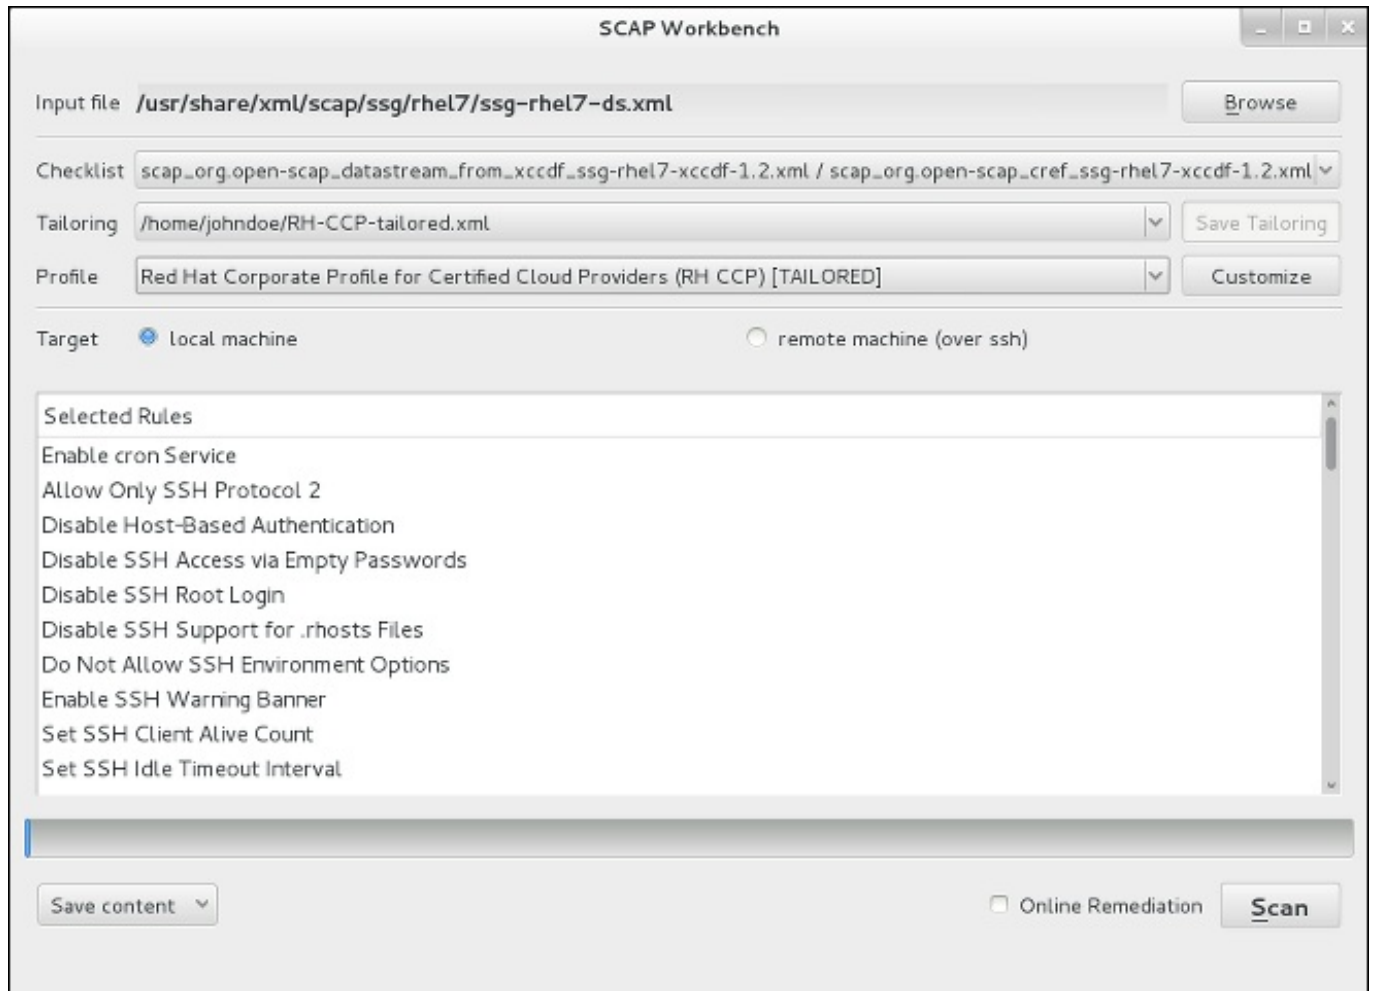 SCAP Workbench
Input file /usr/share/xml/scap/ssg/rhel7/ssg-rhel7-ds.xml Browse
Checklist scap_org.open-scap_datastream_from_xccdf_ssg-rhel7-xccdf-1.2.xml / scap_org.open-scap_cref_ssg-rhel7-xccdf-1.2.xml
Tailoring /home/johndoe/RH-CCP-tailored.xml Save Tailoring
Profile Red Hat Corporate Profile for Certified Cloud Providers (RH CCP) [TAILORED] Customize
Target local machine remote machine (over ssh)
Selected Rules
Enable cron Service
Allow Only SSH Protocol 2
Disable Host-Based Authentication
Disable SSH Access via Empty Passwords
Disable SSH Root Login
Disable SSH Support for .rhosts Files
Do Not Allow SSH Environment Options
Enable SSH Warning Banner
Set SSH Client Alive Count
Set SSH Idle Timeout Interval
Save content Online Remediation Scan